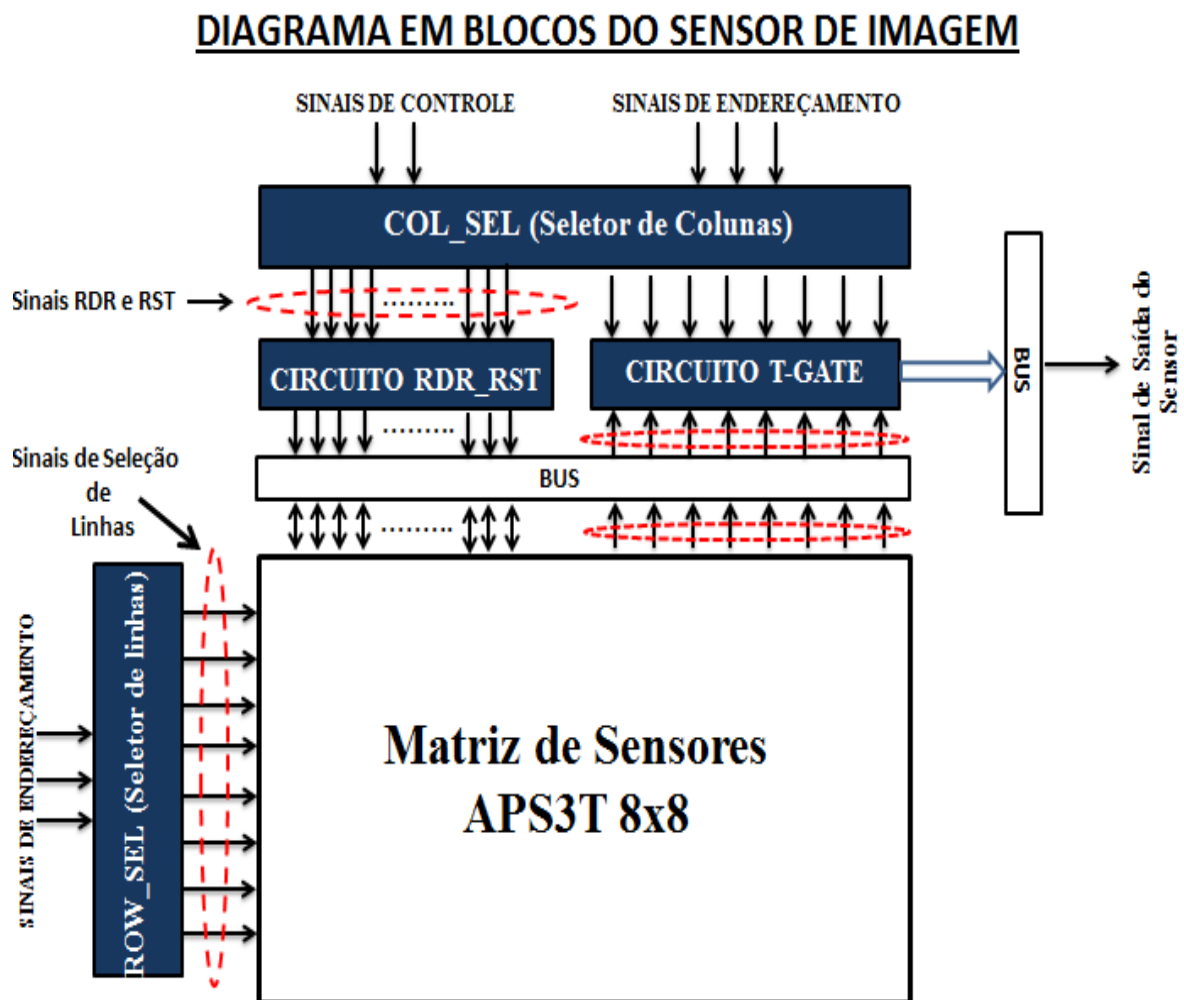 DIAGRAMA EM BLOCOS DO SENSOR DE IMAGEM
SINAIS DE CONTROLE
SINAIS DE ENDEREÇAMENTO
COL_SEL (Seletor de Colunas)
Sinais RDR e RST
..........
CIRCUITO RDR_RST
CIRCUITO T-GATE
BUS
Sinal de Saída do
Sensor
..........
Sinais de Seleção
de
Linhas
BUS
..........
SINAIS DE ENDEREÇAMENTO
ROW_SEL (Seletor de linhas)
Matriz de Sensores
APS3T 8x8